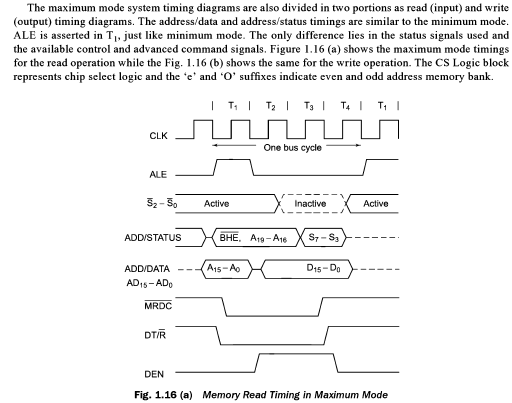 The maximum mode system timing diagrams are also divided in two portions as read (input) and write
(output) timing diagrams. The address/data and address/status timings are similar to the minimum mode.
ALE is asserted in T₁, just like minimum mode. The only difference lies in the status signals used and
the available control and advanced command signals. Figure 1.16 (a) shows the maximum mode timings
for the read operation while the Fig. 1.16 (b) shows the same for the write operation. The CS Logic block
represents chip select logic and the ‘e’ and ‘O’ suffixes indicate even and odd address memory bank.
T₁ T₂ T₃ T₄ T₁
CLK
One bus cycle
ALE
S̅₂ – S̅₀ Active Inactive Active
ADD/STATUS B̅H̅E̅, A₁₉ – A₁₆ S₇ – S₃
ADD/DATA A₁₅ – A₀ D₁₅ – D₀
AD₁₅ – AD₀
M̅R̅D̅C̅
DT/R̅
DEN
Fig. 1.16 (a) Memory Read Timing in Maximum Mode